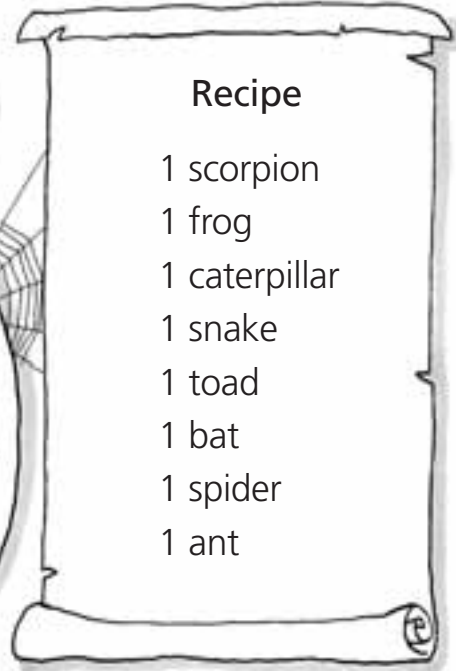 Recipe
1 scorpion
1 frog
1 caterpillar
1 snake
1 toad
1 bat
1 spider
1 ant